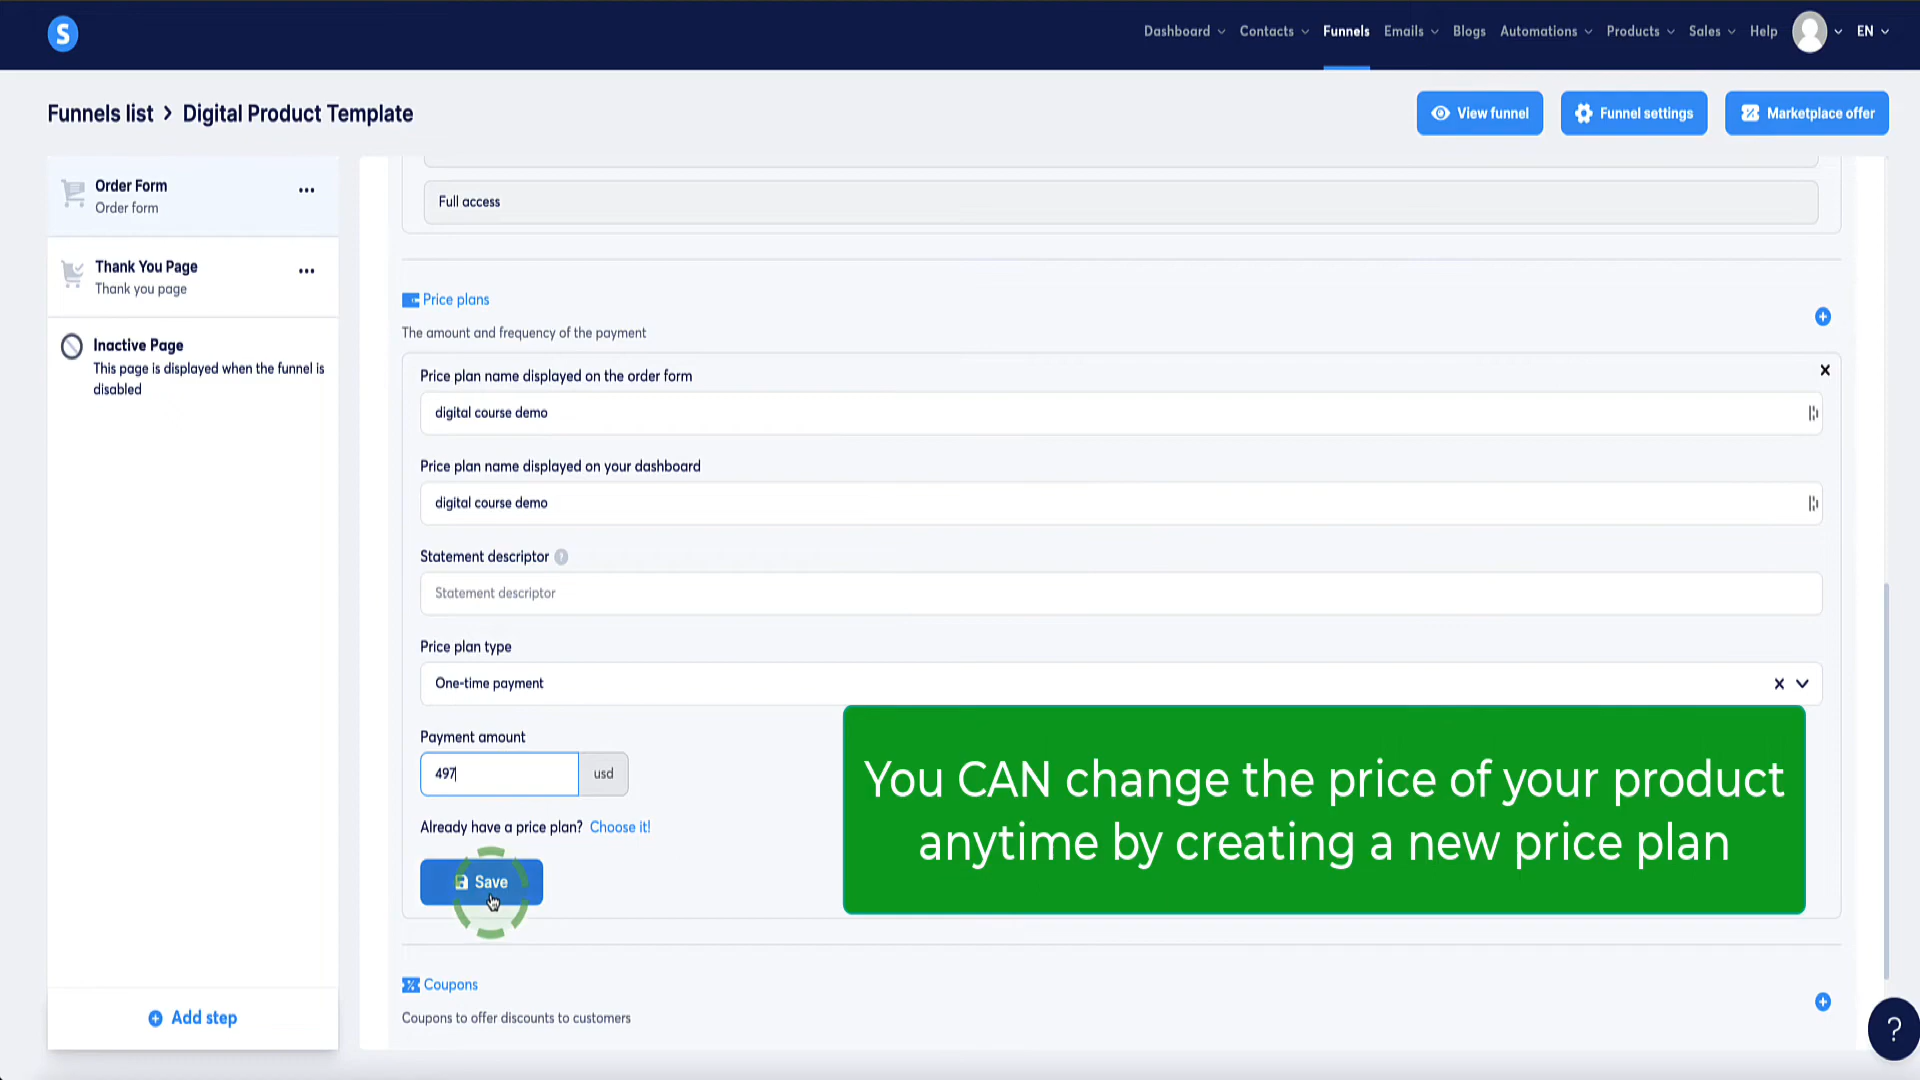 S
Dashboard Contacts Funnels Emails Blogs Automations Products Sales Help EN
Funnels list > Digital Product Template
View funnel Funnel settings Marketplace offer
Order Form
Order form
Thank You Page
Thank you page
Inactive Page
This page is displayed when the funnel is
disabled
Add step
Full access
Price plans
The amount and frequency of the payment
Price plan name displayed on the order form
digital course demo
Price plan name displayed on your dashboard
digital course demo
Statement descriptor ?
Statement descriptor
Price plan type
One-time payment
Payment amount
497 usd
Already have a price plan? Choose it!
Save
You CAN change the price of your product
anytime by creating a new price plan
Coupons
Coupons to offer discounts to customers
?